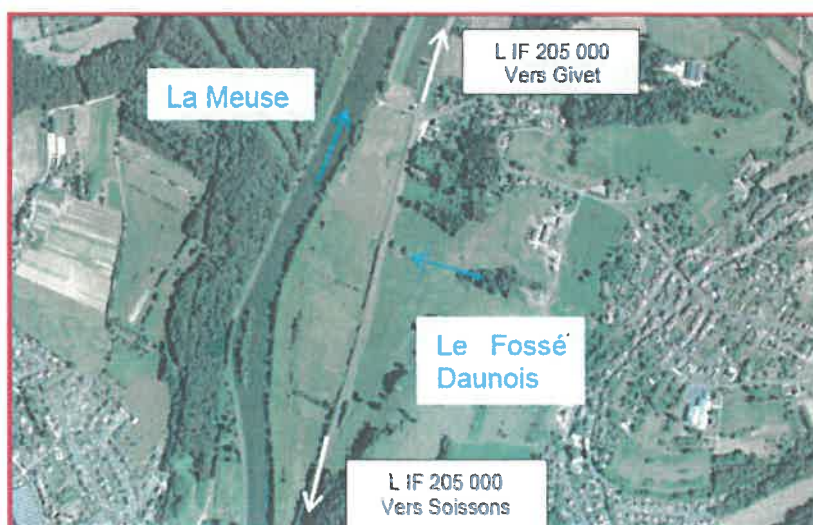 L IF 205 000
Vers Givet
La Meuse
Le Fossé
Daunois
L IF 205 000
Vers Soissons